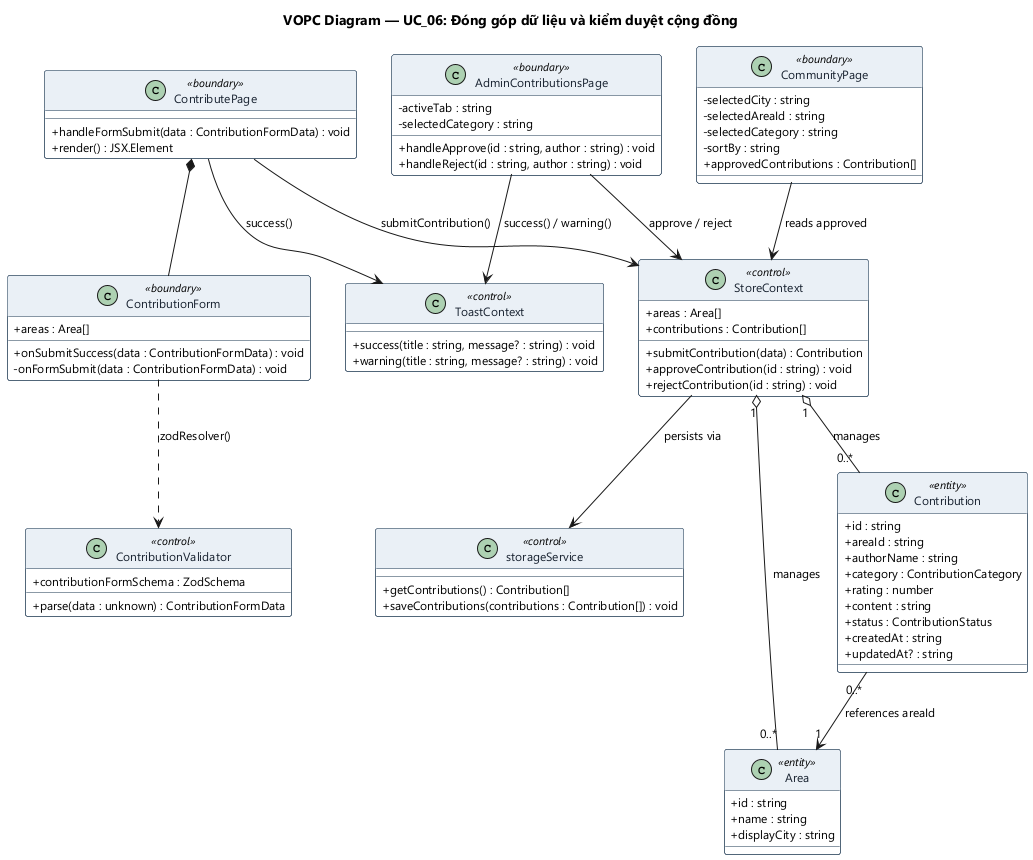 VOPC Diagram — UC_06: Đóng góp dữ liệu và kiểm duyệt cộng đồng
C
«boundary»
ContributePage
+handleFormSubmit(data : ContributionFormData) : void
+render() : JSX.Element
C
«boundary»
AdminContributionsPage
-activeTab : string
-selectedCategory : string
+handleApprove(id : string, author : string) : void
+handleReject(id : string, author : string) : void
C
«boundary»
CommunityPage
-selectedCity : string
-selectedAreaId : string
-selectedCategory : string
-sortBy : string
+approvedContributions : Contribution[]
success()
submitContribution()
success() / warning()
approve / reject
reads approved
C
«boundary»
ContributionForm
+areas : Area[]
+onSubmitSuccess(data : ContributionFormData) : void
-onFormSubmit(data : ContributionFormData) : void
C
«control»
ToastContext
+success(title : string, message? : string) : void
+warning(title : string, message? : string) : void
C
«control»
StoreContext
+areas : Area[]
+contributions : Contribution[]
+submitContribution(data) : Contribution
+approveContribution(id : string) : void
+rejectContribution(id : string) : void
1
1
zodResolver()
persists via
manages
0..*
C
«control»
ContributionValidator
+contributionFormSchema : ZodSchema
+parse(data : unknown) : ContributionFormData
C
«control»
storageService
+getContributions() : Contribution[]
+saveContributions(contributions : Contribution[]) : void
manages
C
«entity»
Contribution
+id : string
+areaId : string
+authorName : string
+category : ContributionCategory
+rating : number
+content : string
+status : ContributionStatus
+createdAt : string
+updatedAt? : string
0..*
references areaId
0..*
1
C
«entity»
Area
+id : string
+name : string
+displayCity : string